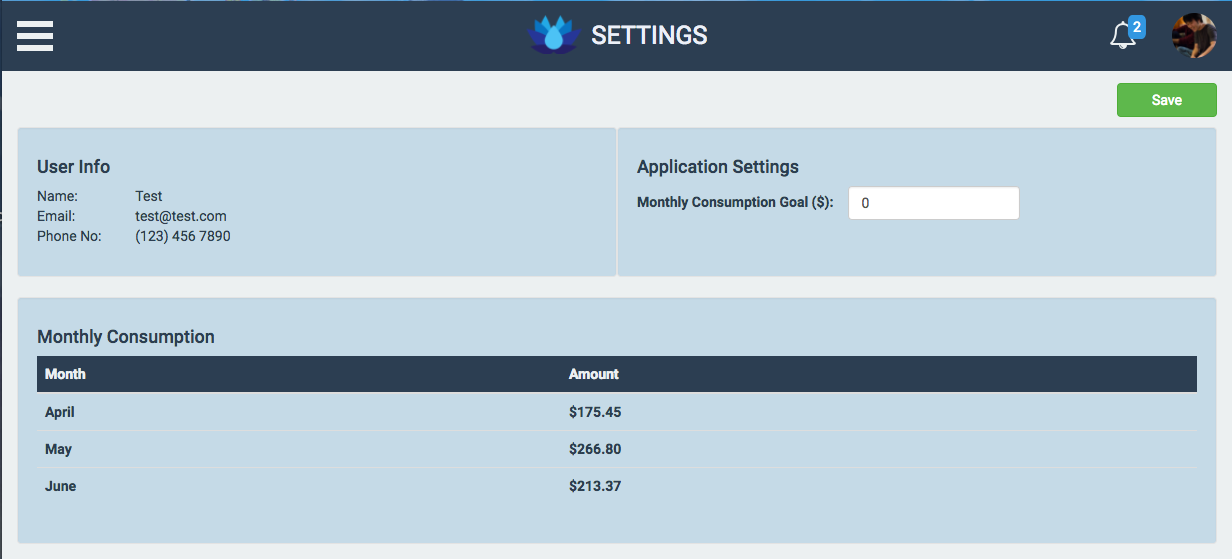 SETTINGS
2
Save
User Info
Name: Test
Email: test@test.com
Phone No: (123) 456 7890
Application Settings
Monthly Consumption Goal ($): 0
Monthly Consumption
Month Amount
April $175.45
May $266.80
June $213.37